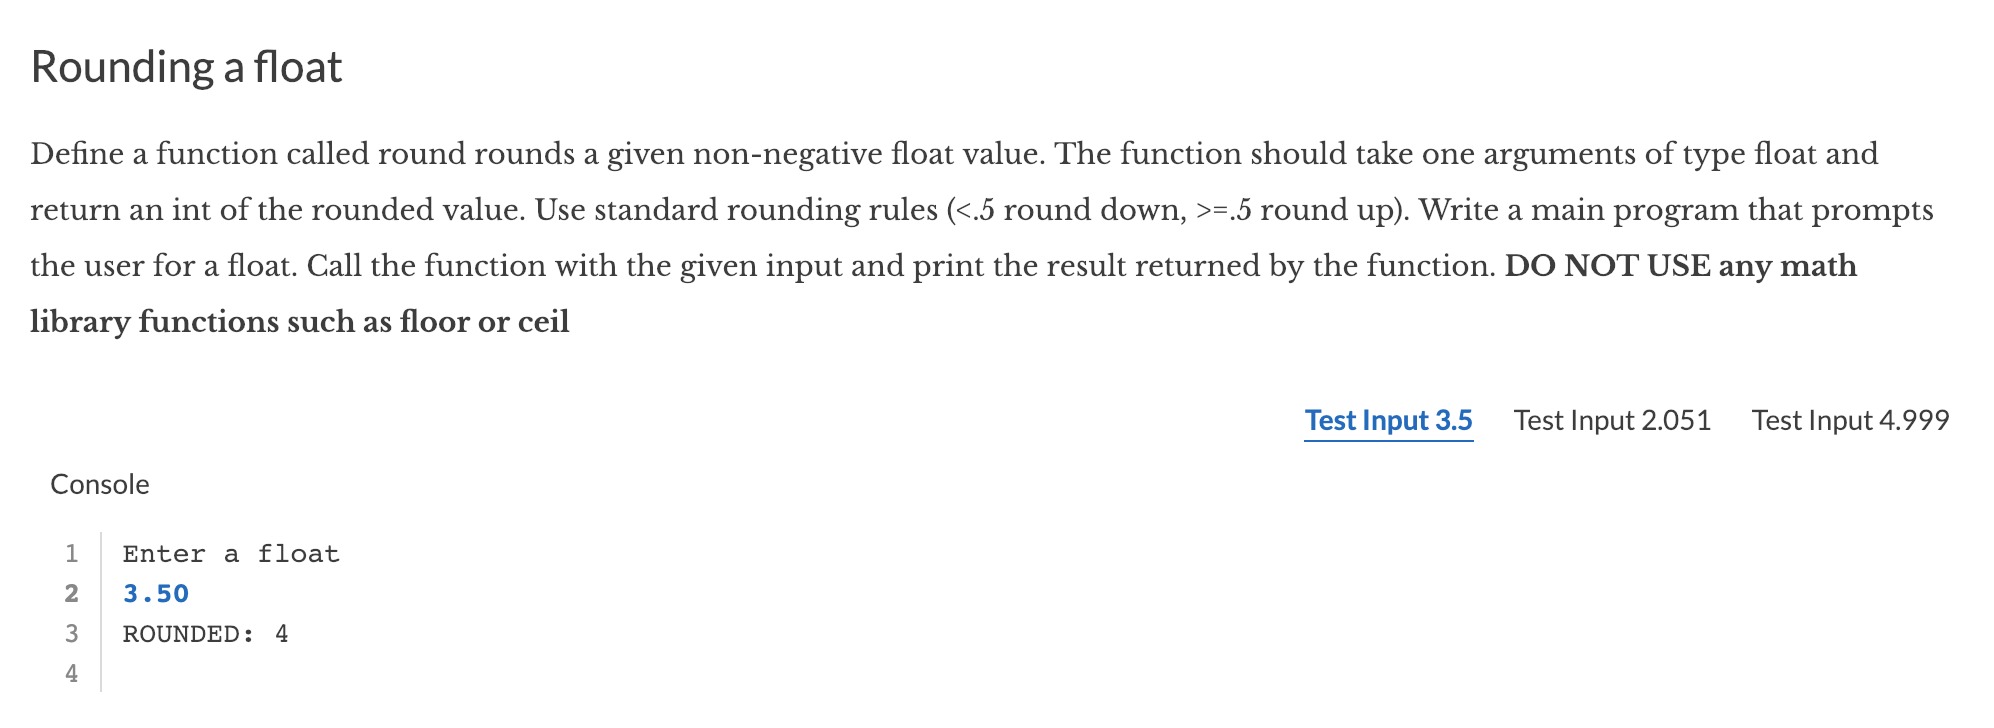 Rounding a float
Define a function called round rounds a given non-negative float value. The function should take one arguments of type float and
return an int of the rounded value. Use standard rounding rules (<.5 round down, >=.5 round up). Write a main program that prompts
the user for a float. Call the function with the given input and print the result returned by the function. DO NOT USE any math
library functions such as floor or ceil
Test Input 3.5 Test Input 2.051 Test Input 4.999
Console
1 Enter a float
2 3.50
3 ROUNDED: 4
4